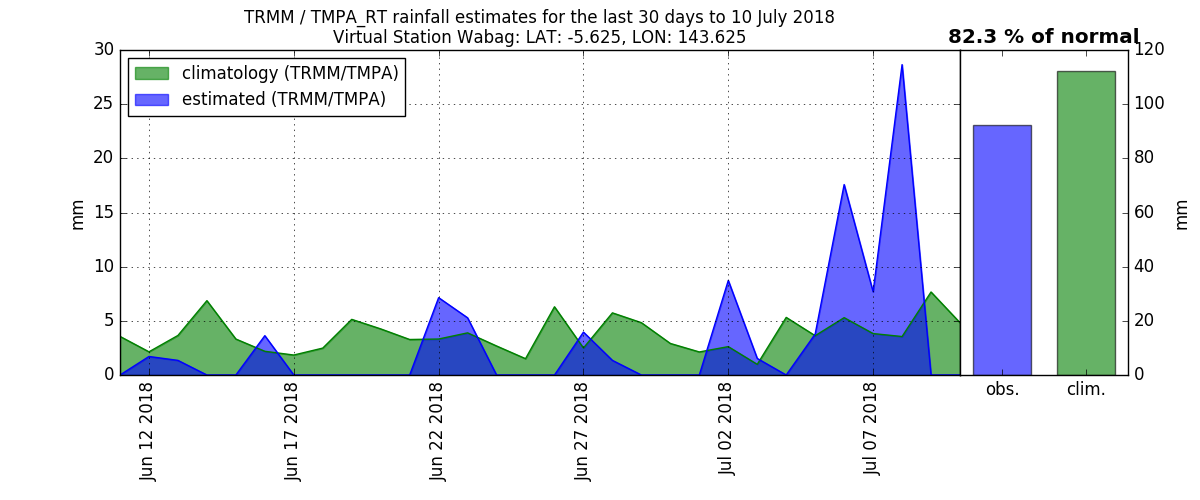 TRMM / TMPA_RT rainfall estimates for the last 30 days to 10 July 2018
Virtual Station Wabag: LAT: -5.625, LON: 143.625
82.3 % of normal
climatology (TRMM/TMPA)
estimated (TRMM/TMPA)
30
25
20
15
10
5
0
mm
Jun 12 2018
Jun 17 2018
Jun 22 2018
Jun 27 2018
Jul 02 2018
Jul 07 2018
obs.
clim.
120
100
80
60
40
20
0
mm